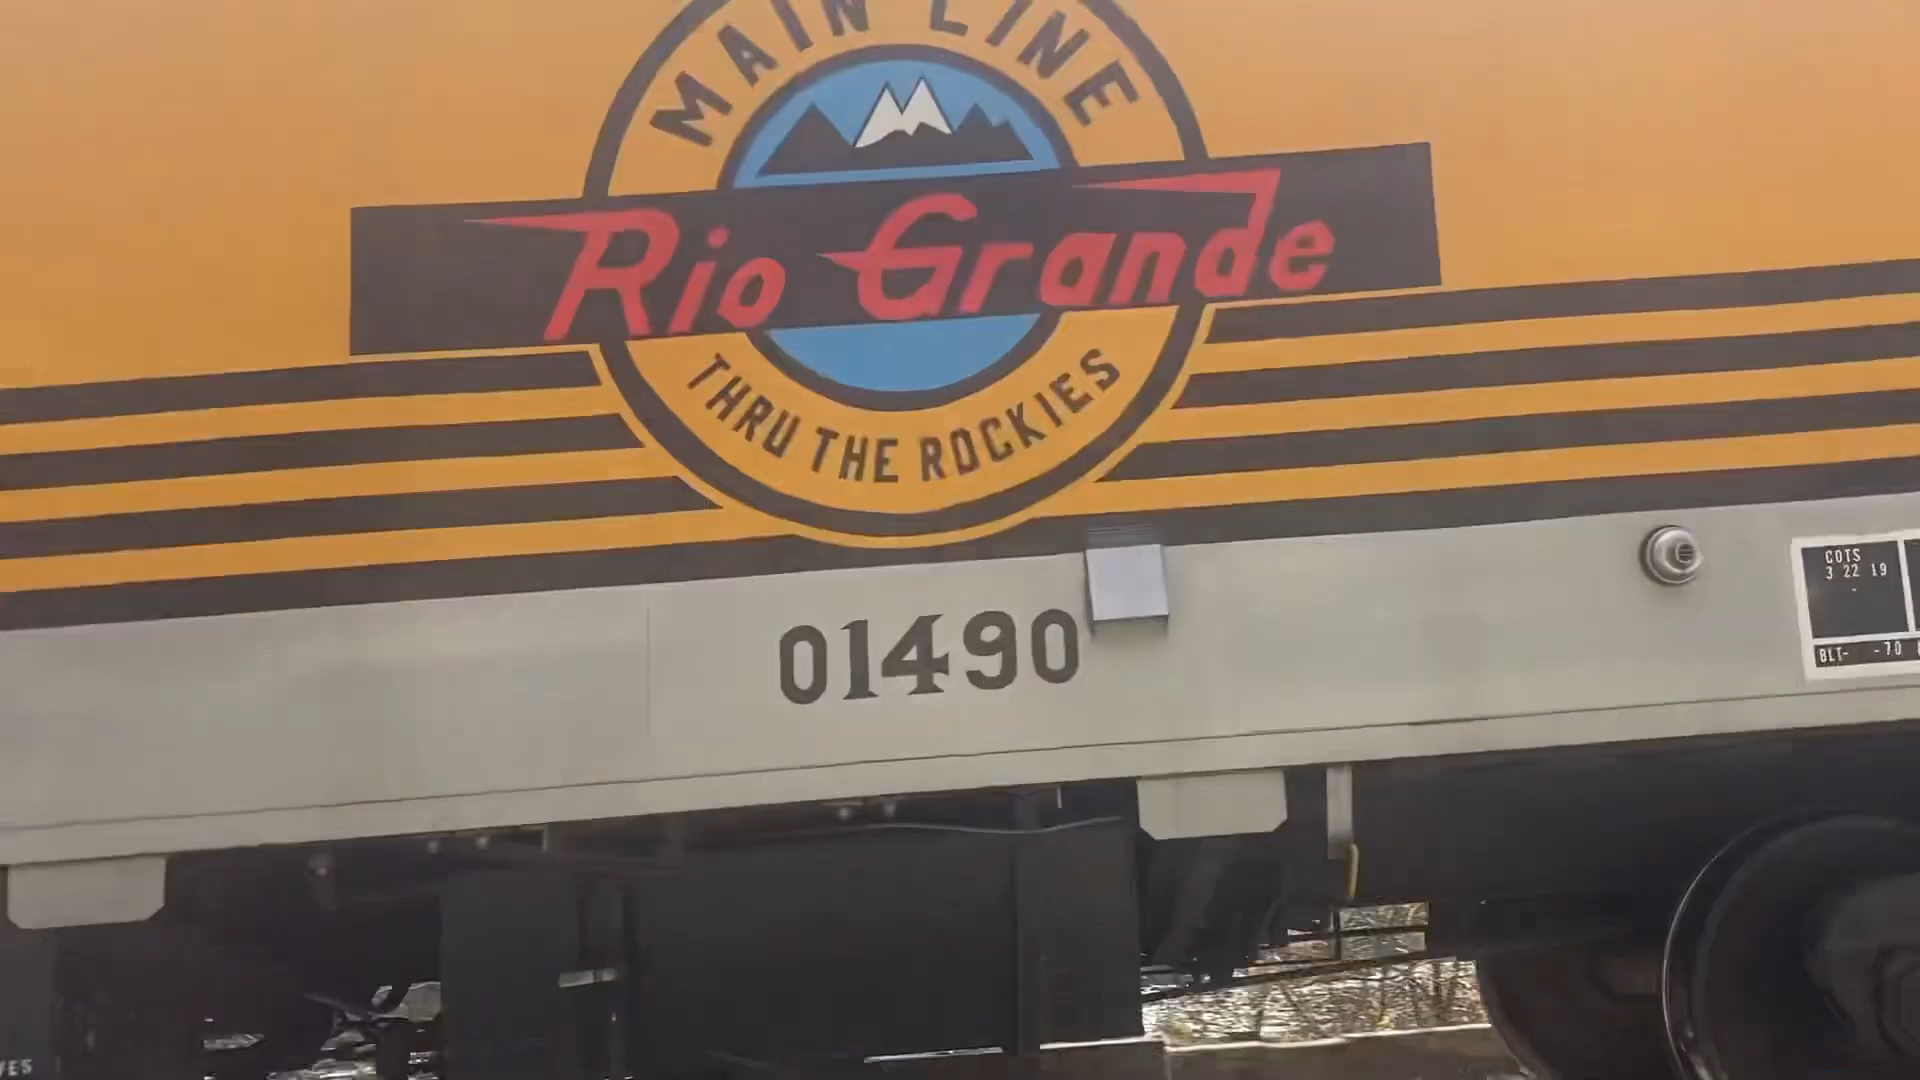 MAIN LINE
Rio Grande
THRU THE ROCKIES
01490
COTS
3 22 19
BLT- -70